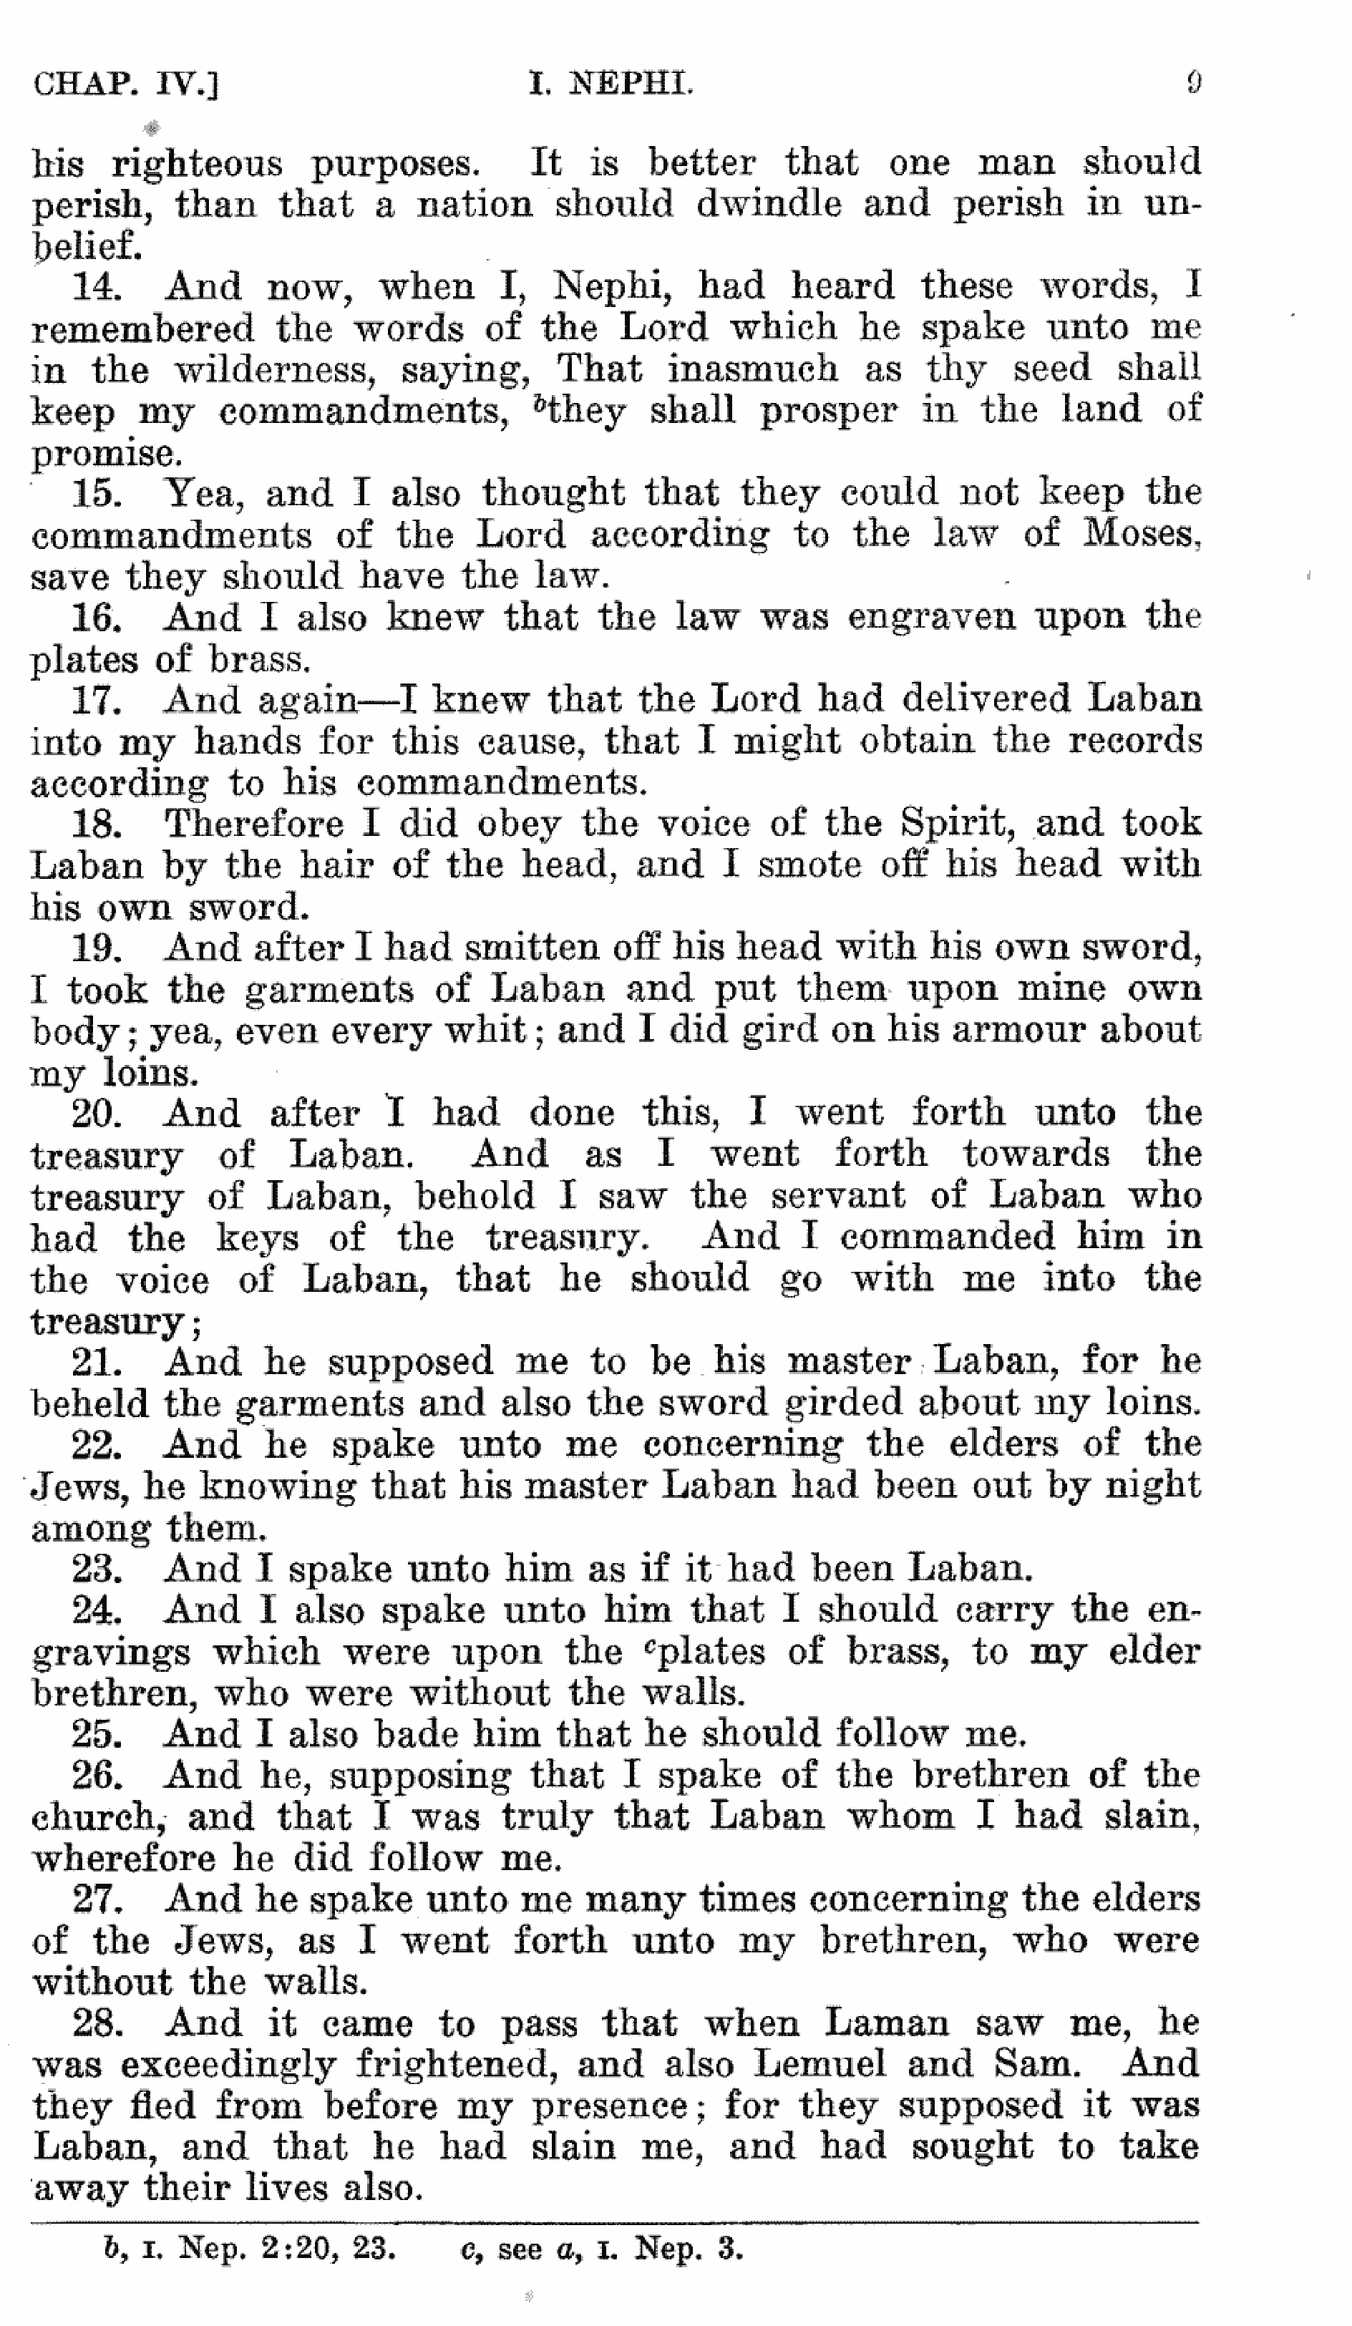 CHAP. IV.] I. NEPHI. 9
his righteous purposes. It is better that one man should
perish, than that a nation should dwindle and perish in un-
belief.
14. And now, when I, Nephi, had heard these words, I
remembered the words of the Lord which he spake unto me
in the wilderness, saying, That inasmuch as thy seed shall
keep my commandments, ᵇthey shall prosper in the land of
promise.
15. Yea, and I also thought that they could not keep the
commandments of the Lord according to the law of Moses,
save they should have the law.
16. And I also knew that the law was engraven upon the
plates of brass.
17. And again—I knew that the Lord had delivered Laban
into my hands for this cause, that I might obtain the records
according to his commandments.
18. Therefore I did obey the voice of the Spirit, and took
Laban by the hair of the head, and I smote off his head with
his own sword.
19. And after I had smitten off his head with his own sword,
I took the garments of Laban and put them upon mine own
body; yea, even every whit; and I did gird on his armour about
my loins.
20. And after I had done this, I went forth unto the
treasury of Laban. And as I went forth towards the
treasury of Laban, behold I saw the servant of Laban who
had the keys of the treasury. And I commanded him in
the voice of Laban, that he should go with me into the
treasury;
21. And he supposed me to be his master Laban, for he
beheld the garments and also the sword girded about my loins.
22. And he spake unto me concerning the elders of the
Jews, he knowing that his master Laban had been out by night
among them.
23. And I spake unto him as if it had been Laban.
24. And I also spake unto him that I should carry the en-
gravings which were upon the ᶜplates of brass, to my elder
brethren, who were without the walls.
25. And I also bade him that he should follow me.
26. And he, supposing that I spake of the brethren of the
church, and that I was truly that Laban whom I had slain,
wherefore he did follow me.
27. And he spake unto me many times concerning the elders
of the Jews, as I went forth unto my brethren, who were
without the walls.
28. And it came to pass that when Laman saw me, he
was exceedingly frightened, and also Lemuel and Sam. And
they fled from before my presence; for they supposed it was
Laban, and that he had slain me, and had sought to take
away their lives also.
b, I. Nep. 2:20, 23. c, see a, I. Nep. 3.